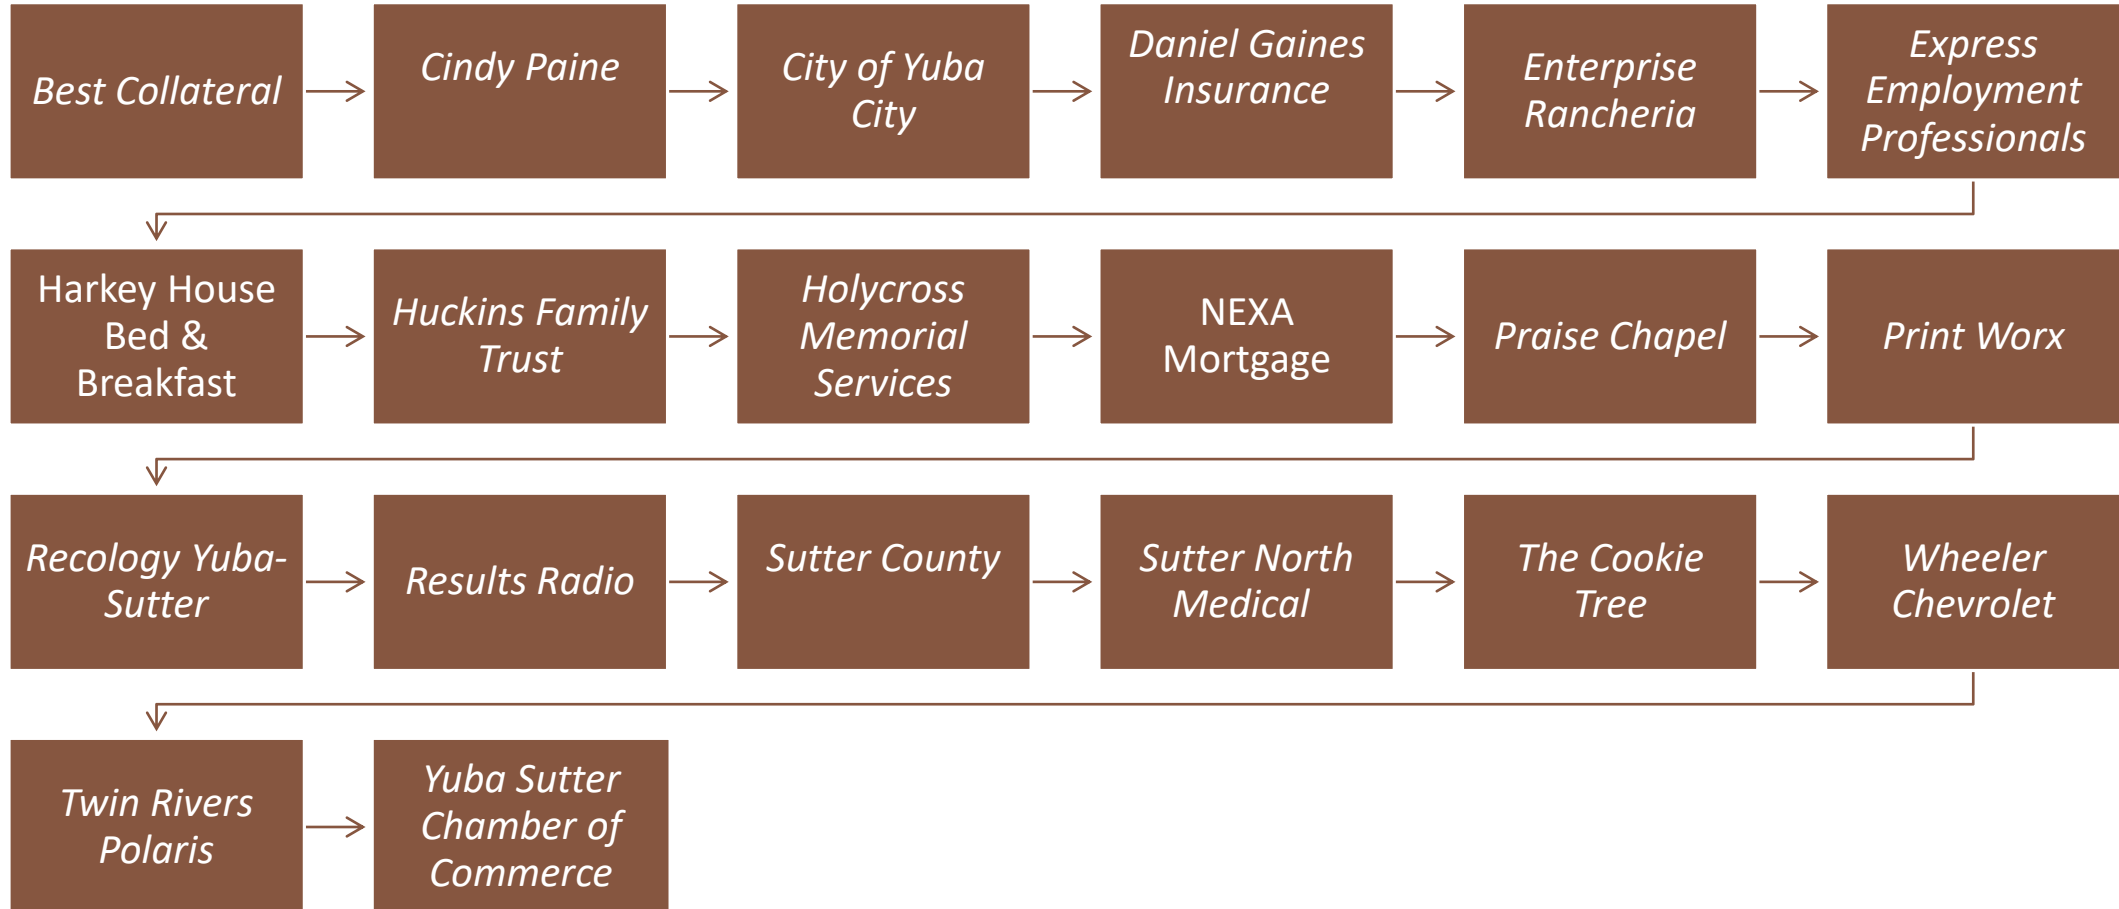 Best Collateral
Cindy Paine
City of Yuba
City
Daniel Gaines
Insurance
Enterprise
Rancheria
Express
Employment
Professionals
Harkey House
Bed &
Breakfast
Huckins Family
Trust
Holycross
Memorial
Services
NEXA
Mortgage
Praise Chapel
Print Worx
Recology Yuba-
Sutter
Results Radio
Sutter County
Sutter North
Medical
The Cookie
Tree
Wheeler
Chevrolet
Twin Rivers
Polaris
Yuba Sutter
Chamber of
Commerce